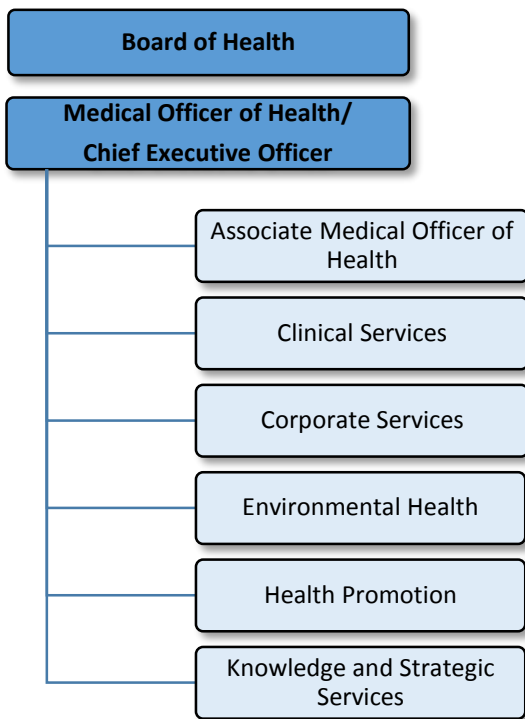 Board of Health
Medical Officer of Health/
Chief Executive Officer
Associate Medical Officer of
Health
Clinical Services
Corporate Services
Environmental Health
Health Promotion
Knowledge and Strategic
Services